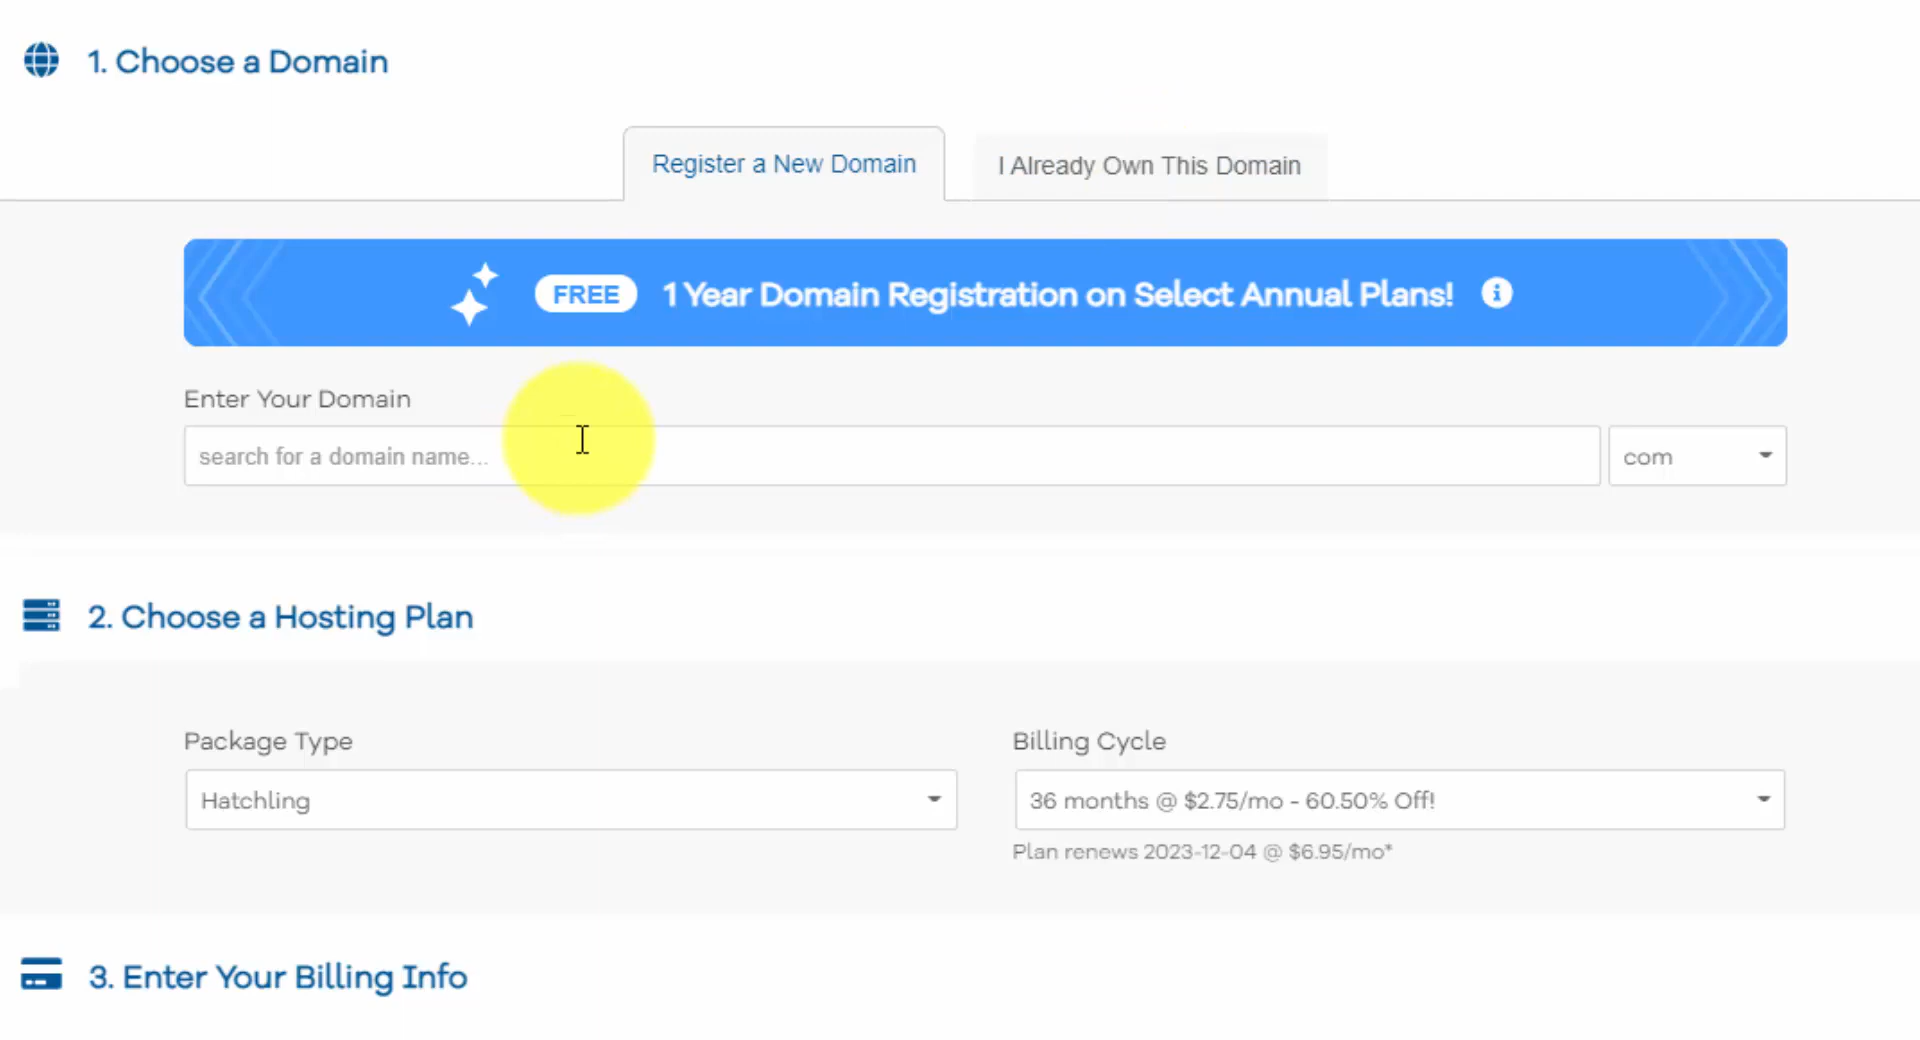 1. Choose a Domain
Register a New Domain
I Already Own This Domain
FREE 1 Year Domain Registration on Select Annual Plans!
Enter Your Domain
search for a domain name...
com
2. Choose a Hosting Plan
Package Type
Billing Cycle
Hatchling
36 months @ $2.75/mo - 60.50% Off!
Plan renews 2023-12-04 @ $6.95/mo*
3. Enter Your Billing Info